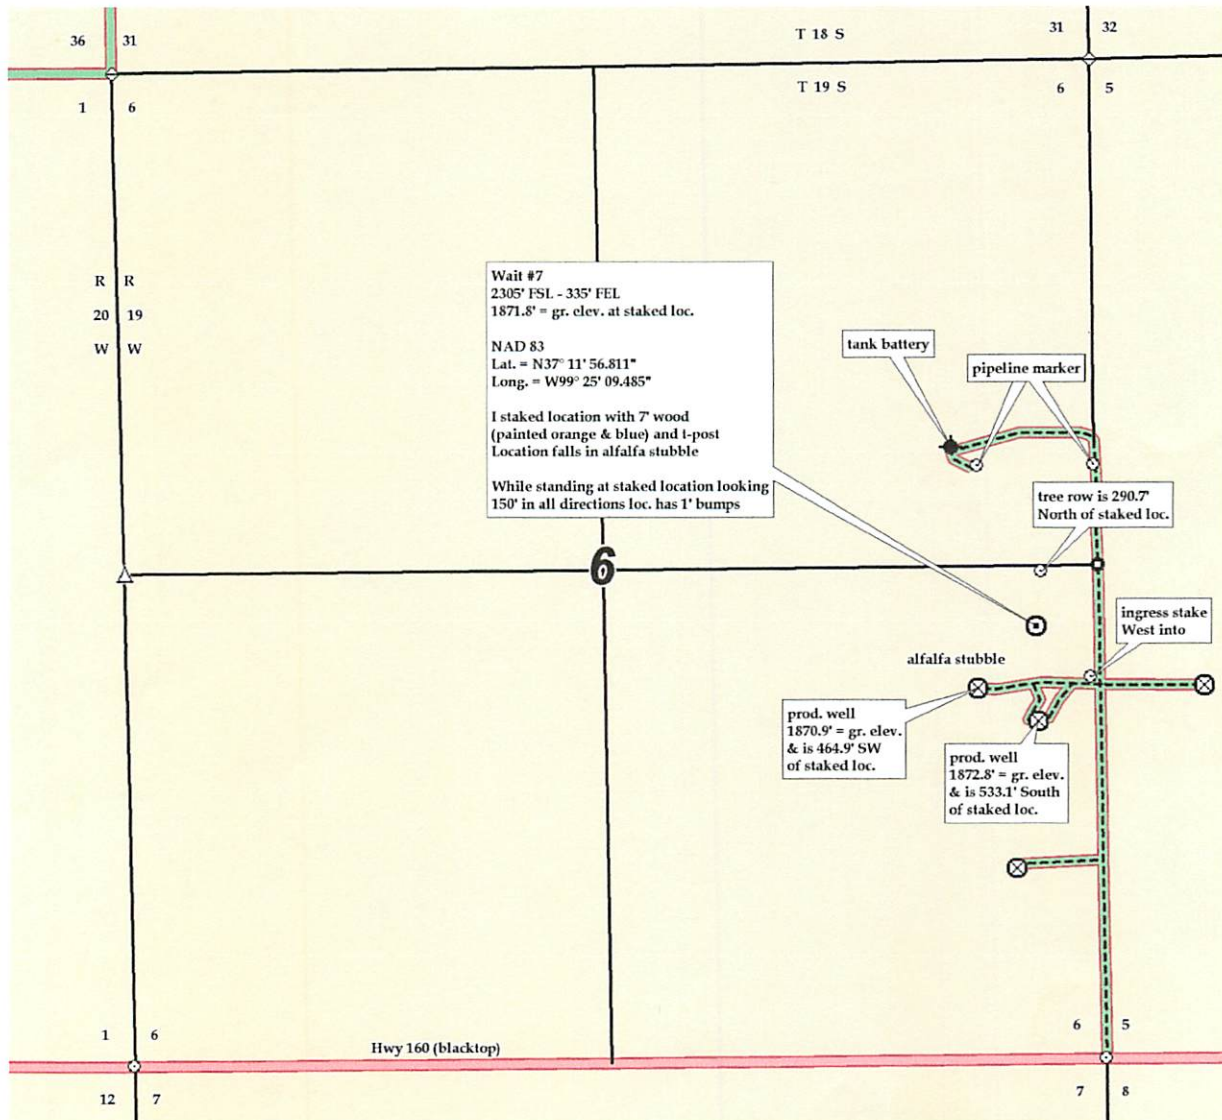 36 31
T 18 S
31 32
T 19 S
1 6
6 5
R R
20 19
W W
Wait #7
2305' FSL - 335' FEL
1871.8' = gr. elev. at staked loc.
NAD 83
Lat. = N37° 11' 56.811"
Long. = W99° 25' 09.485"
I staked location with 7' wood
(painted orange & blue) and t-post
Location falls in alfalfa stubble
While standing at staked location looking
150' in all directions loc. has 1' bumps
tank battery
pipeline marker
tree row is 290.7'
North of staked loc.
6
ingress stake
West into
alfalfa stubble
prod. well
1870.9' = gr. elev.
& is 464.9' SW
of staked loc.
prod. well
1872.8' = gr. elev.
& is 533.1' South
of staked loc.
1 6
6 5
Hwy 160 (blacktop)
12 7
7 8